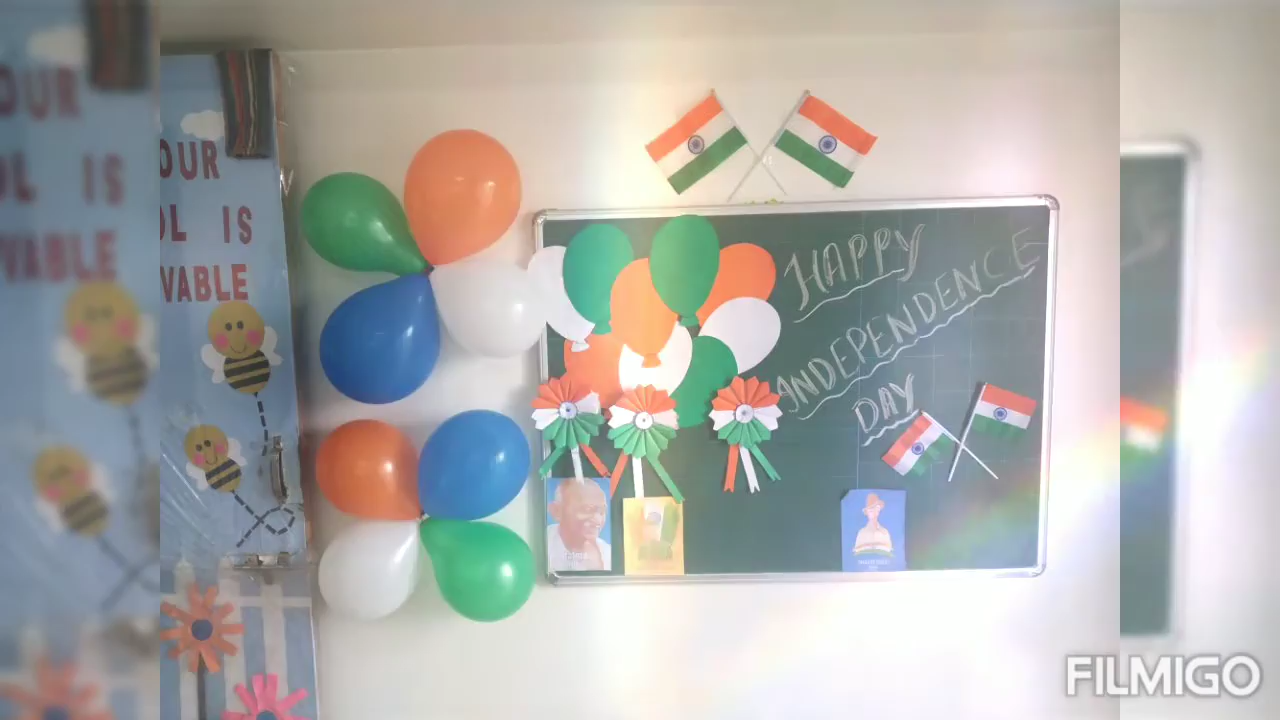 OUR
OL IS
VABLE
HAPPY
INDEPENDENCE
DAY
FILMIGO